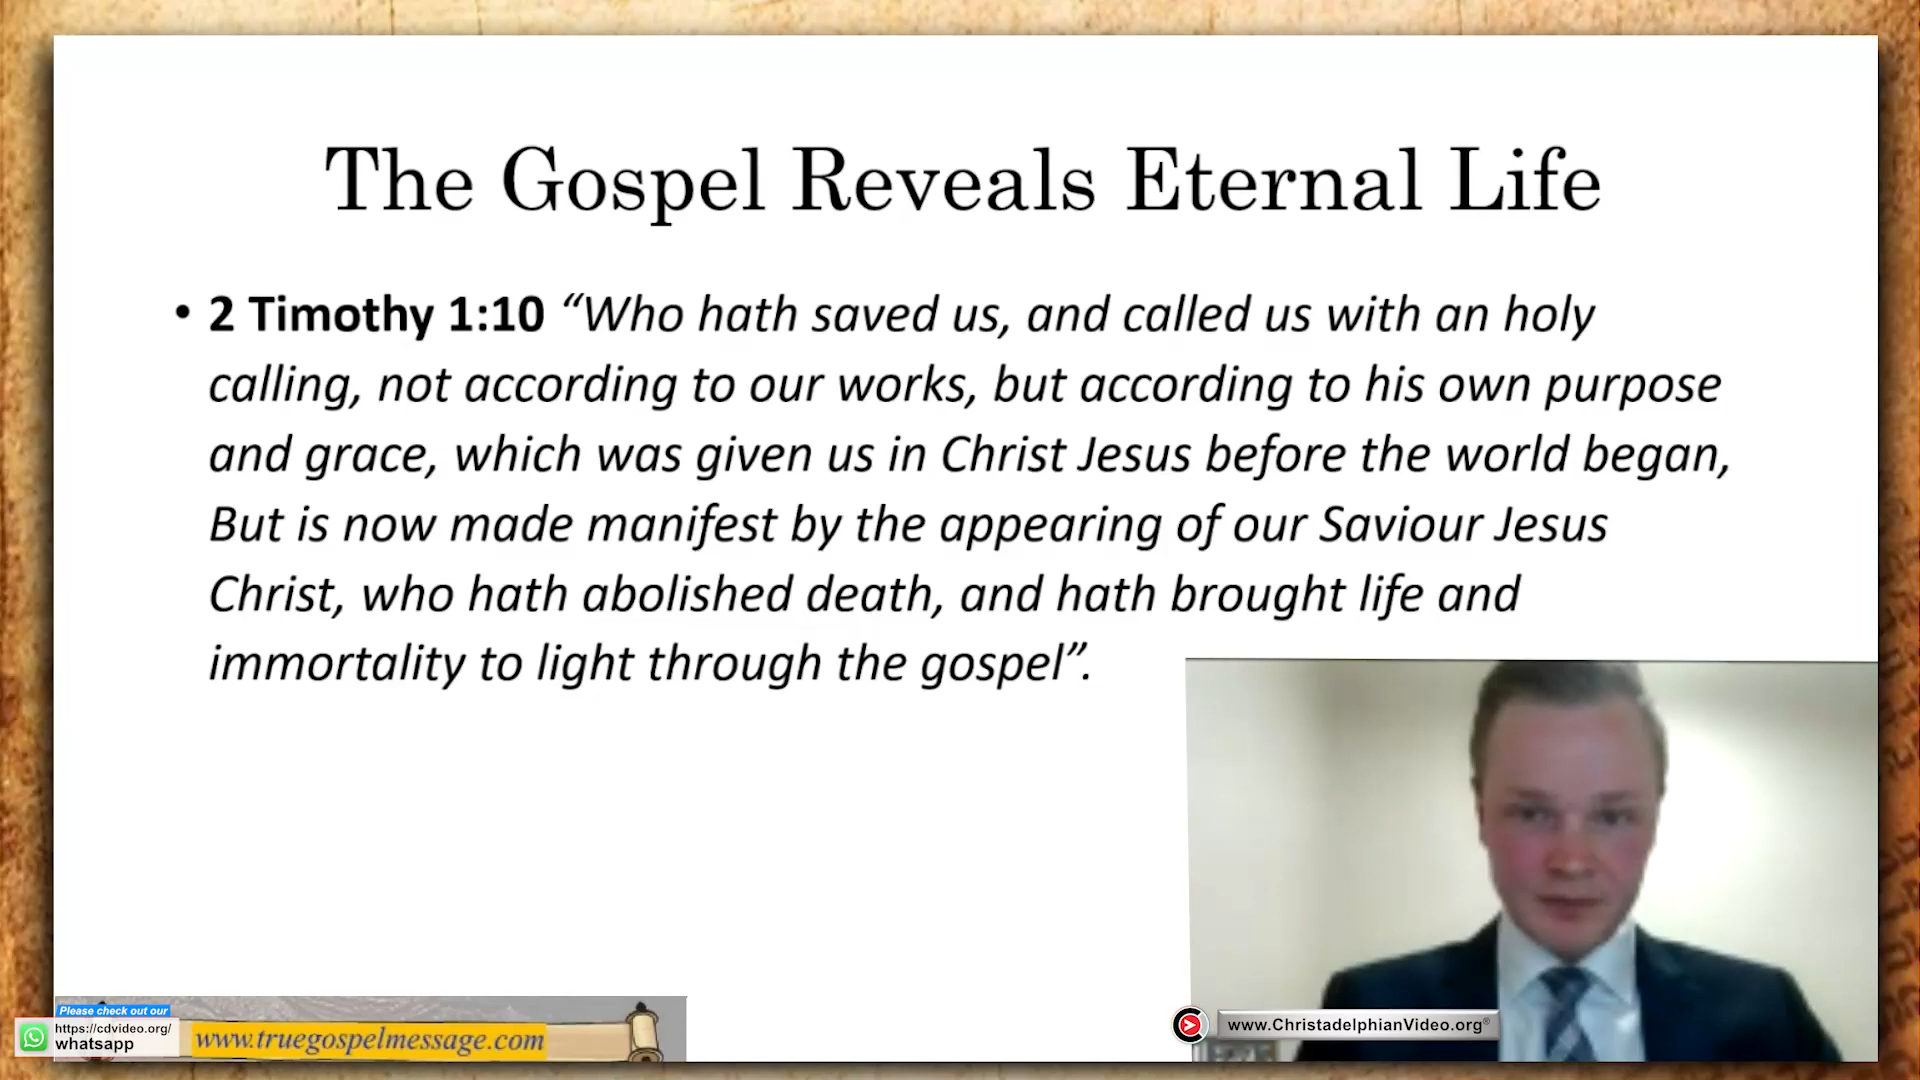 The Gospel Reveals Eternal Life
• 2 Timothy 1:10 “Who hath saved us, and called us with an holy
calling, not according to our works, but according to his own purpose
and grace, which was given us in Christ Jesus before the world began,
But is now made manifest by the appearing of our Saviour Jesus
Christ, who hath abolished death, and hath brought life and
immortality to light through the gospel”.
Please check out our
https://cdvideo.org/
whatsapp
www.truegospelmessage.com
www.ChristadelphianVideo.org®